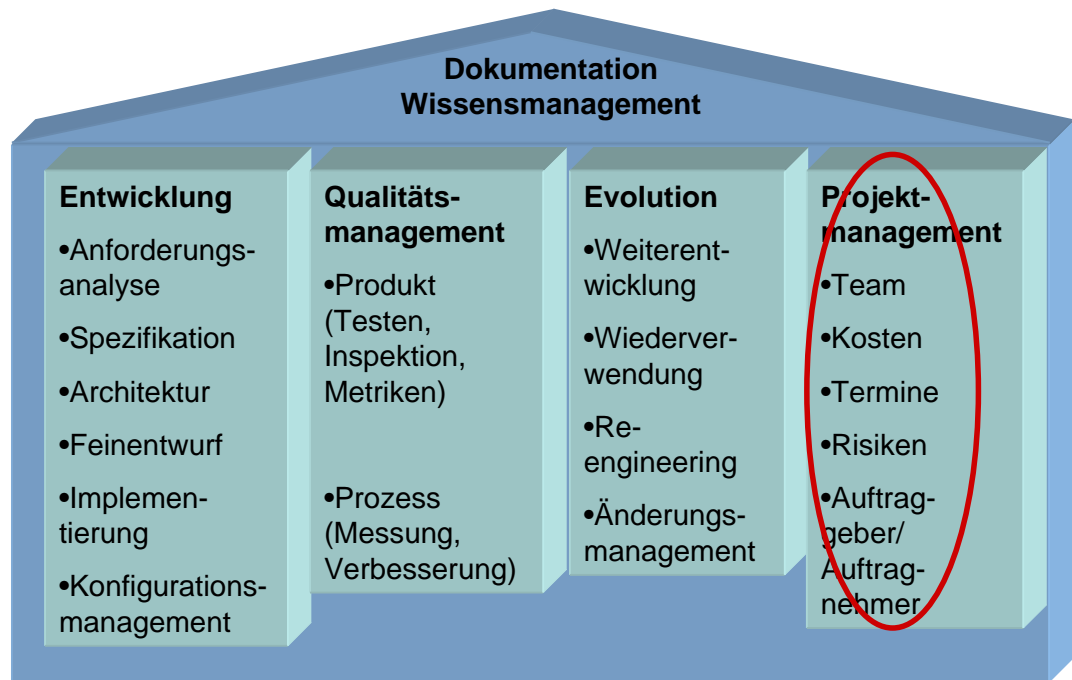 Dokumentation
Wissensmanagement
Entwicklung
•Anforderungs-
analyse
•Spezifikation
•Architektur
•Feinentwurf
•Implemen-
tierung
•Konfigurations-
management
Qualitäts-
management
•Produkt
(Testen,
Inspektion,
Metriken)
•Prozess
(Messung,
Verbesserung)
Evolution
•Weiterent-
wicklung
•Wiederver-
wendung
•Re-
engineering
•Änderungs-
management
Projekt-
management
•Team
•Kosten
•Termine
•Risiken
•Auftrag-
geber/
Auftrag-
nehmer